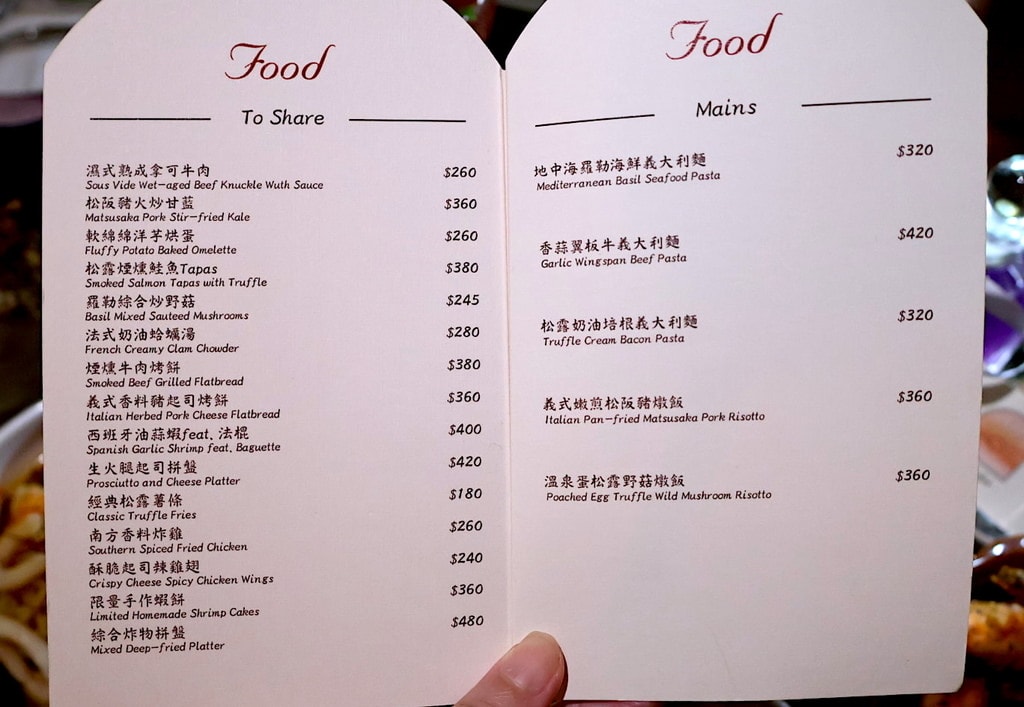 Food
To Share
濕式熟成拿可牛肉 $260
Sous Vide Wet-aged Beef Knuckle Wuth Sauce
松阪豬火炒甘藍 $360
Matsusaka Pork Stir-fried Kale
軟綿綿洋芋烘蛋 $260
Fluffy Potato Baked Omelette
松露煙燻鮭魚Tapas $380
Smoked Salmon Tapas with Truffle
羅勒綜合炒野菇 $245
Basil Mixed Sauteed Mushrooms
法式奶油蛤蠣湯 $280
French Creamy Clam Chowder
煙燻牛肉烤餅 $380
Smoked Beef Grilled Flatbread
義式香料豬起司烤餅 $360
Italian Herbed Pork Cheese Flatbread
西班牙油蒜蝦feat. 法棍 $400
Spanish Garlic Shrimp feat. Baguette
生火腿起司拼盤 $420
Prosciutto and Cheese Platter
經典松露薯條 $180
Classic Truffle Fries
南方香料炸雞 $260
Southern Spiced Fried Chicken
酥脆起司辣雞翅 $240
Crispy Cheese Spicy Chicken Wings
限量手作蝦餅 $360
Limited Homemade Shrimp Cakes
綜合炸物拼盤 $480
Mixed Deep-fried Platter
Food
Mains
地中海羅勒海鮮義大利麵 $320
Mediterranean Basil Seafood Pasta
香蒜翼板牛義大利麵 $420
Garlic Wingspan Beef Pasta
松露奶油培根義大利麵 $320
Truffle Cream Bacon Pasta
義式嫩煎松阪豬燉飯 $360
Italian Pan-fried Matsusaka Pork Risotto
溫泉蛋松露野菇燉飯 $360
Poached Egg Truffle Wild Mushroom Risotto